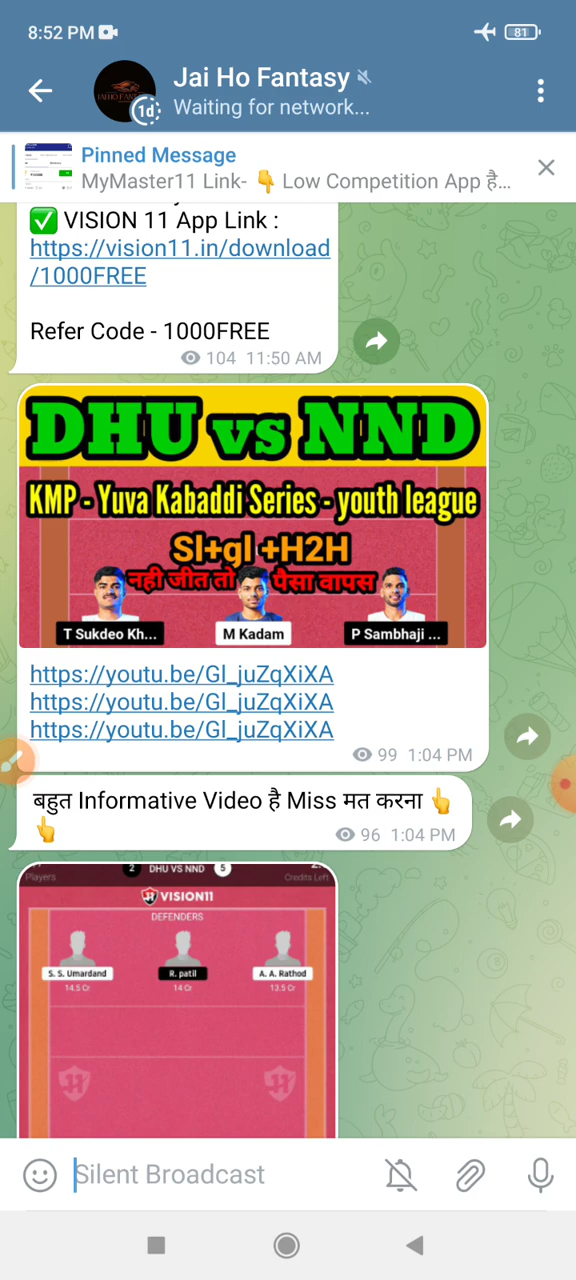 8:52 PM
81
Jai Ho Fantasy
1d
Waiting for network...
Pinned Message
MyMaster11 Link- 👇 Low Competition App है...
✅ VISION 11 App Link :
https://vision11.in/download
/1000FREE
Refer Code - 1000FREE
104 11:50 AM
DHU vs NND
KMP - Yuva Kabaddi Series - youth league
Sl+gl +H2H
नही जीत तो पैसा वापस
T Sukdeo Kh...
M Kadam
P Sambhaji ...
https://youtu.be/Gl_juZqXiXA
https://youtu.be/Gl_juZqXiXA
https://youtu.be/Gl_juZqXiXA
99 1:04 PM
बहुत Informative Video है Miss मत करना 👆
👆
96 1:04 PM
Players
2 DHU VS NND 5
Credits Left
VISION11
DEFENDERS
S. S. Umardand
R. patil
A. A. Rathod
14.5 Cr
14 Cr
13.5 Cr
Silent Broadcast